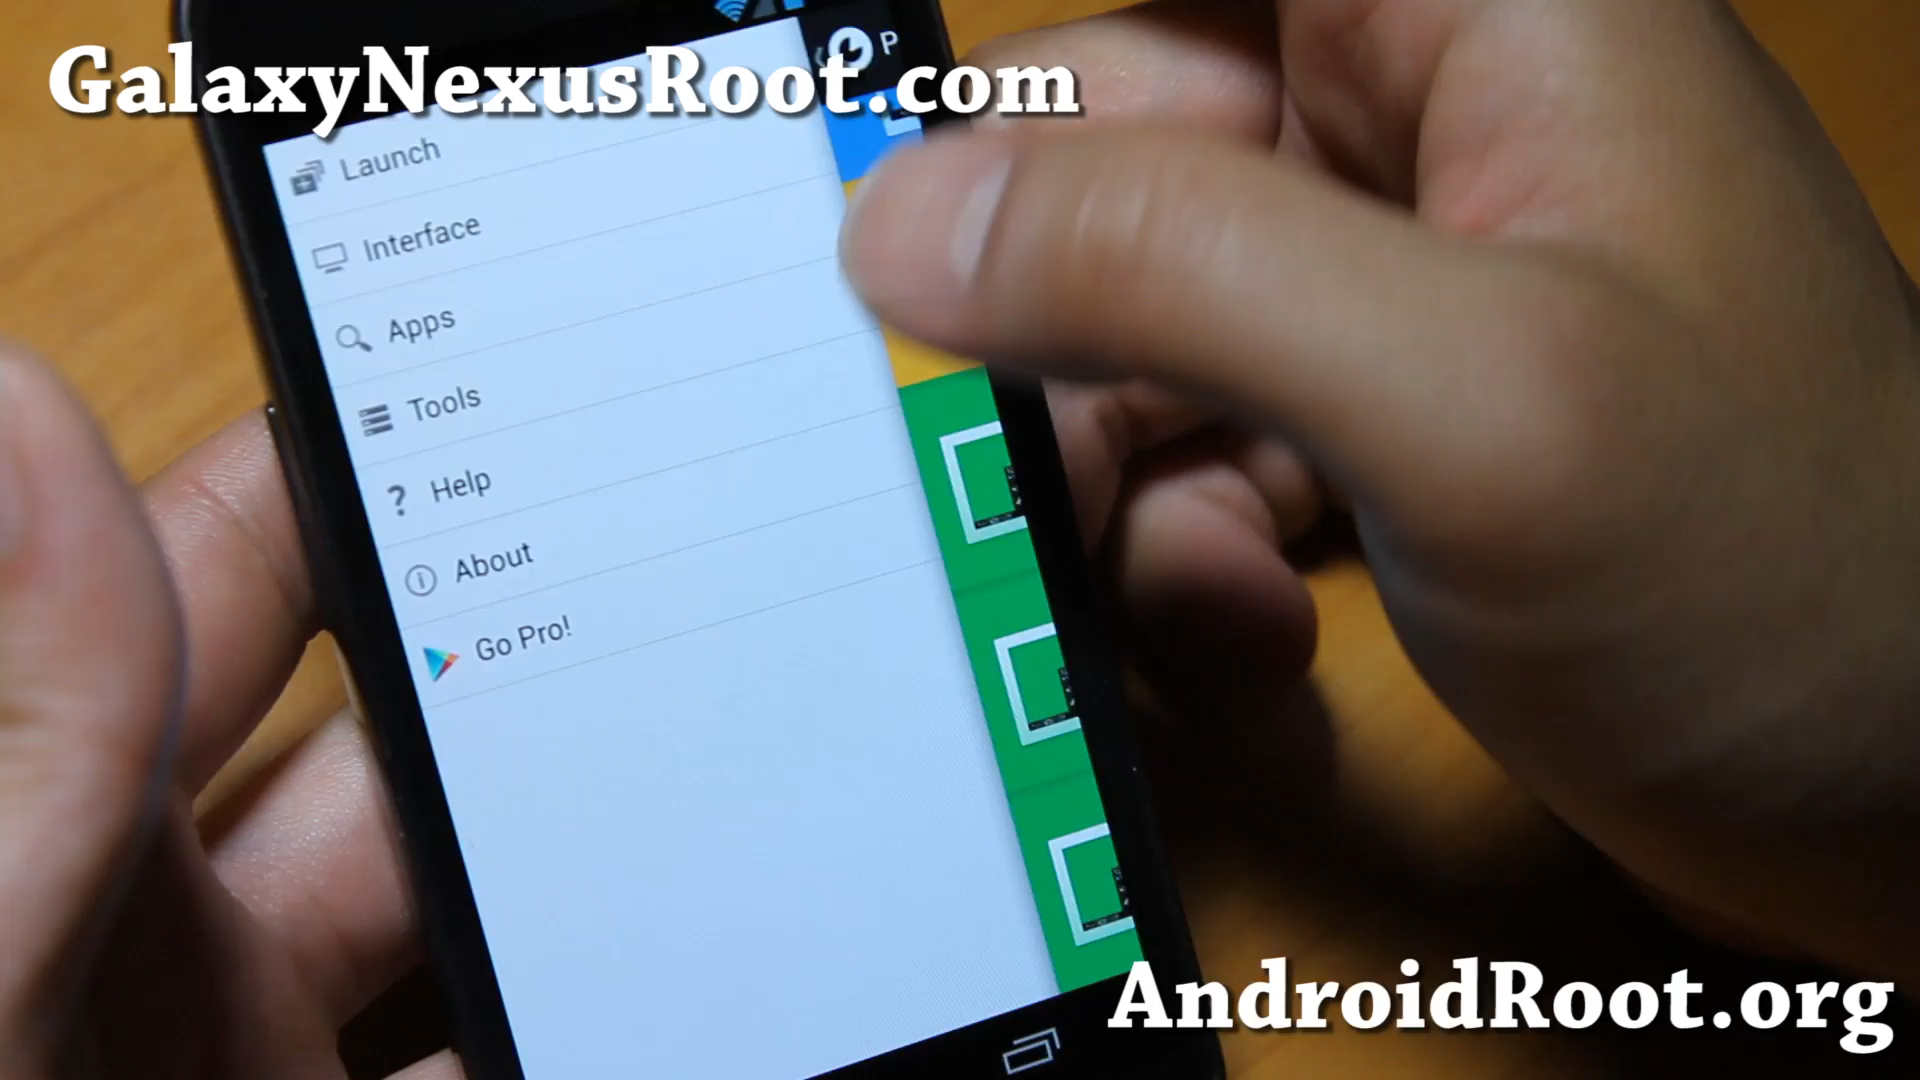 GalaxyNexusRoot.com
P
Launch
Interface
Apps
Tools
Help
About
Go Pro!
AndroidRoot.org